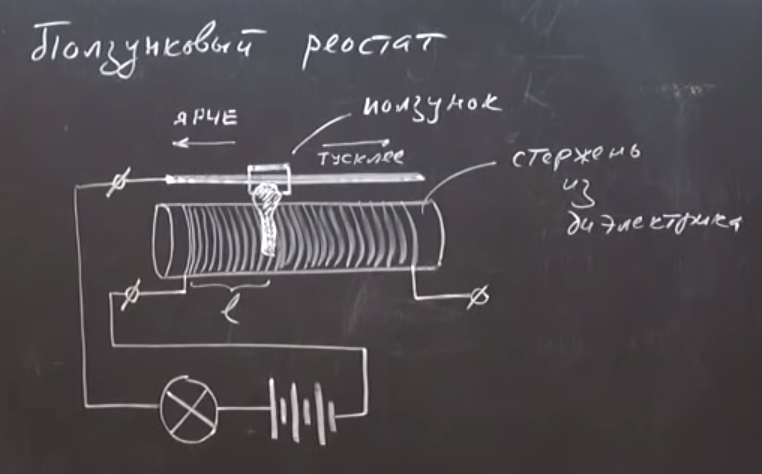 Ползунковый реостат
ярче
ползунок
тусклее
стержень
из
диэлектрика
l